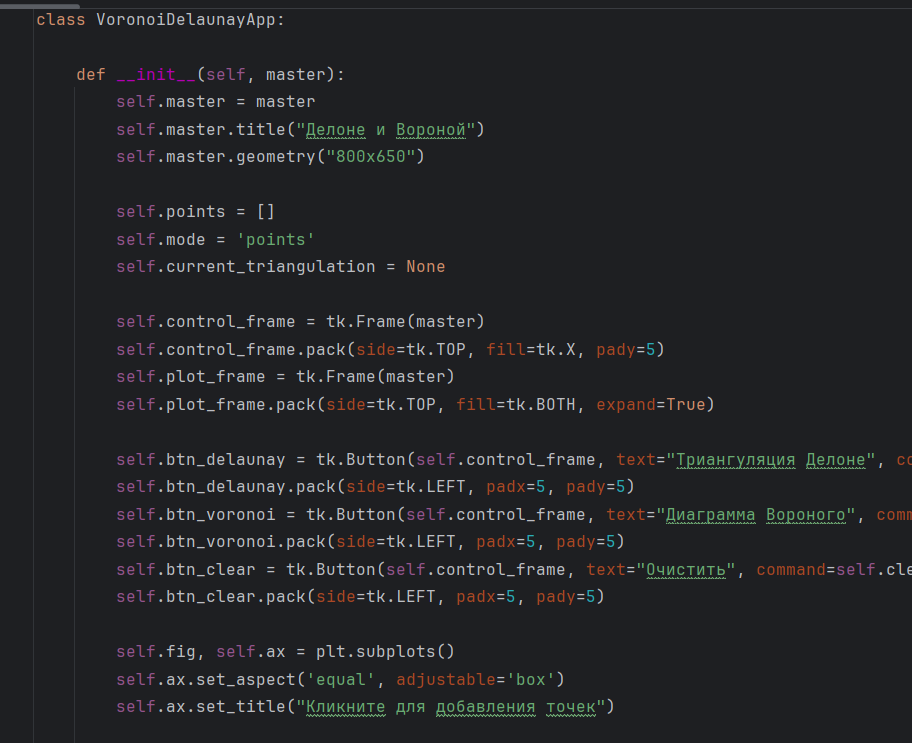 class VoronoiDelaunayApp:
def __init__(self, master):
self.master = master
self.master.title("Делоне и Вороной")
self.master.geometry("800x650")
self.points = []
self.mode = 'points'
self.current_triangulation = None
self.control_frame = tk.Frame(master)
self.control_frame.pack(side=tk.TOP, fill=tk.X, pady=5)
self.plot_frame = tk.Frame(master)
self.plot_frame.pack(side=tk.TOP, fill=tk.BOTH, expand=True)
self.btn_delaunay = tk.Button(self.control_frame, text="Триангуляция Делоне", co
self.btn_delaunay.pack(side=tk.LEFT, padx=5, pady=5)
self.btn_voronoi = tk.Button(self.control_frame, text="Диаграмма Вороного", comm
self.btn_voronoi.pack(side=tk.LEFT, padx=5, pady=5)
self.btn_clear = tk.Button(self.control_frame, text="Очистить", command=self.cle
self.btn_clear.pack(side=tk.LEFT, padx=5, pady=5)
self.fig, self.ax = plt.subplots()
self.ax.set_aspect('equal', adjustable='box')
self.ax.set_title("Кликните для добавления точек")